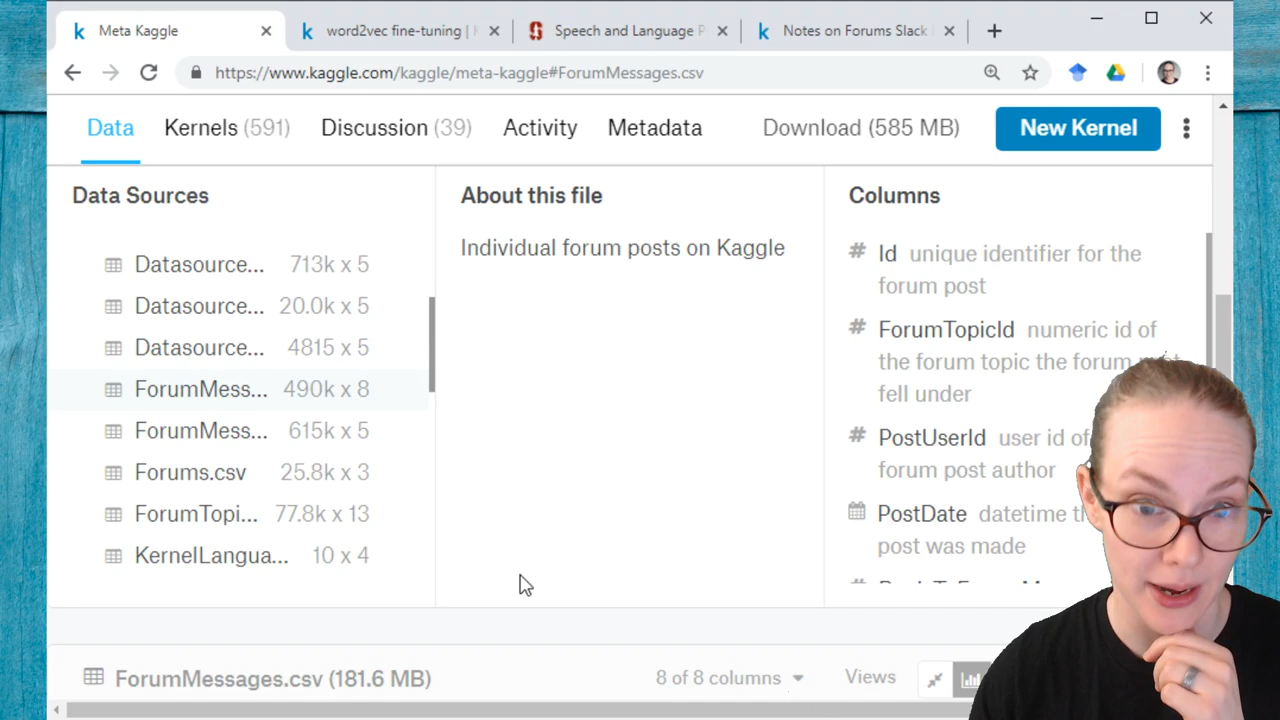 Meta Kaggle
word2vec fine-tuning |
Speech and Language P
Notes on Forums Slack
https://www.kaggle.com/kaggle/meta-kaggle#ForumMessages.csv
Data
Kernels (591)
Discussion (39)
Activity
Metadata
Download (585 MB)
New Kernel
Data Sources
Datasource... 713k x 5
Datasource... 20.0k x 5
Datasource... 4815 x 5
ForumMess... 490k x 8
ForumMess... 615k x 5
Forums.csv 25.8k x 3
ForumTopi... 77.8k x 13
KernelLangua... 10 x 4
About this file
Individual forum posts on Kaggle
Columns
# Id unique identifier for the
forum post
# ForumTopicId numeric id of
the forum topic the forum
fell under
# PostUserId user id of
forum post author
PostDate datetime th
post was made
ForumMessages.csv (181.6 MB)
8 of 8 columns
Views